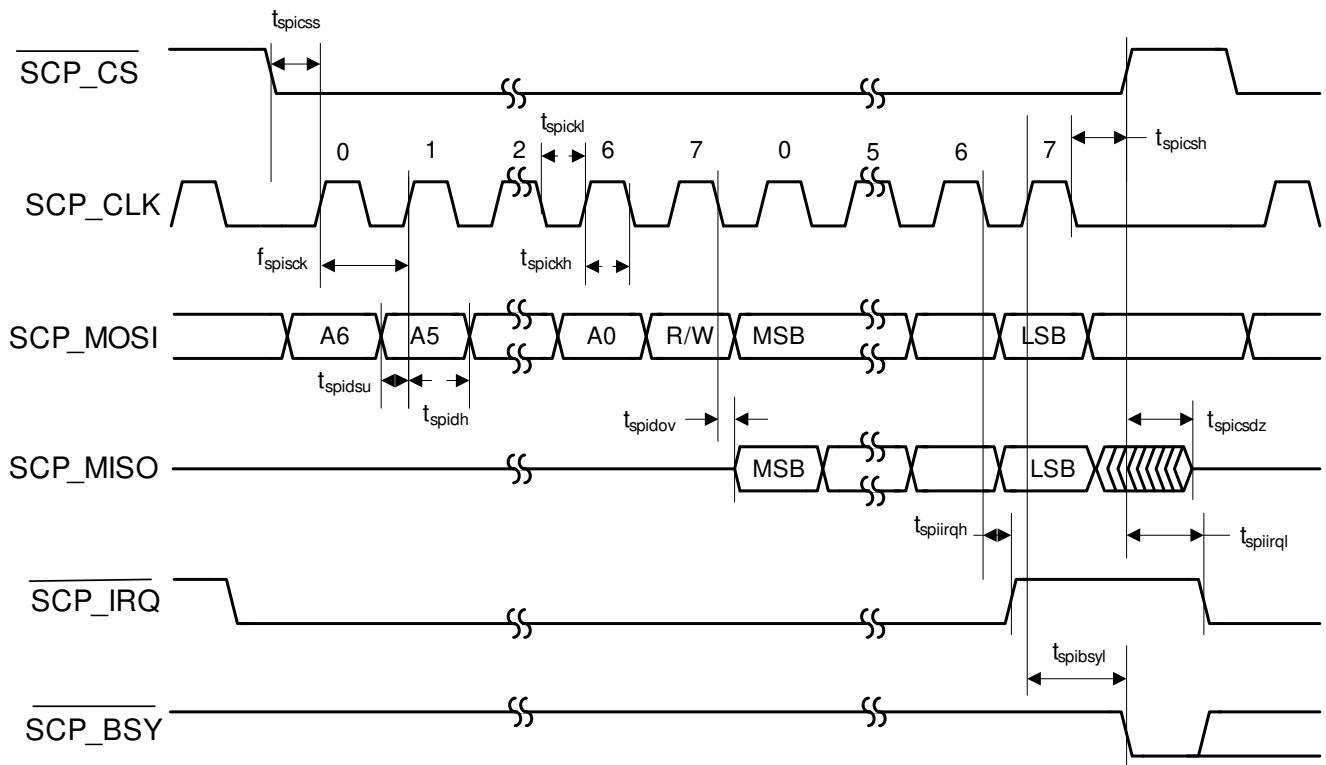 t_spicss
SCP_CS
t_spickl
0 1 2 6 7 0 5 6 7
t_spicsh
SCP_CLK
f_spisck
t_spickh
SCP_MOSI
A6 A5 A0 R/W MSB LSB
t_spidsu
t_spidh
t_spidov
t_spicsdz
SCP_MISO
MSB LSB
t_spiirqh
t_spiirql
SCP_IRQ
t_spibsyl
SCP_BSY